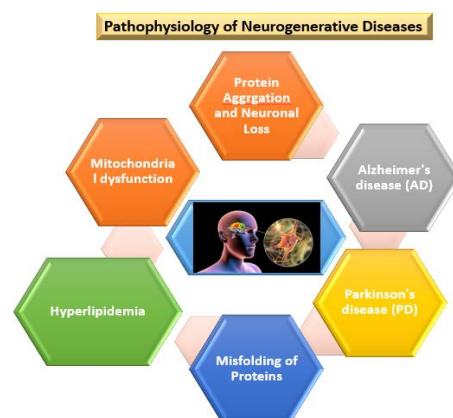 Pathophysiology of Neurogenerative Diseases
Protein
Aggrgation
and Neuronal
Loss
Mitochondria
l dysfunction
Alzheimer's
disease (AD)
Hyperlipidemia
Parkinson's
disease (PD)
Misfolding of
Proteins